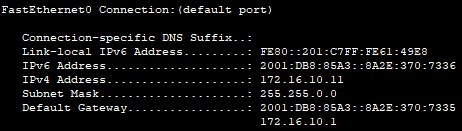 FastEthernet0 Connection:(default port)
Connection-specific DNS Suffix..:
Link-local IPv6 Address.........: FE80::201:C7FF:FE61:49E8
IPv6 Address....................: 2001:DB8:85A3::8A2E:370:7336
IPv4 Address....................: 172.16.10.11
Subnet Mask.....................: 255.255.0.0
Default Gateway.................: 2001:DB8:85A3::8A2E:370:7335
172.16.10.1